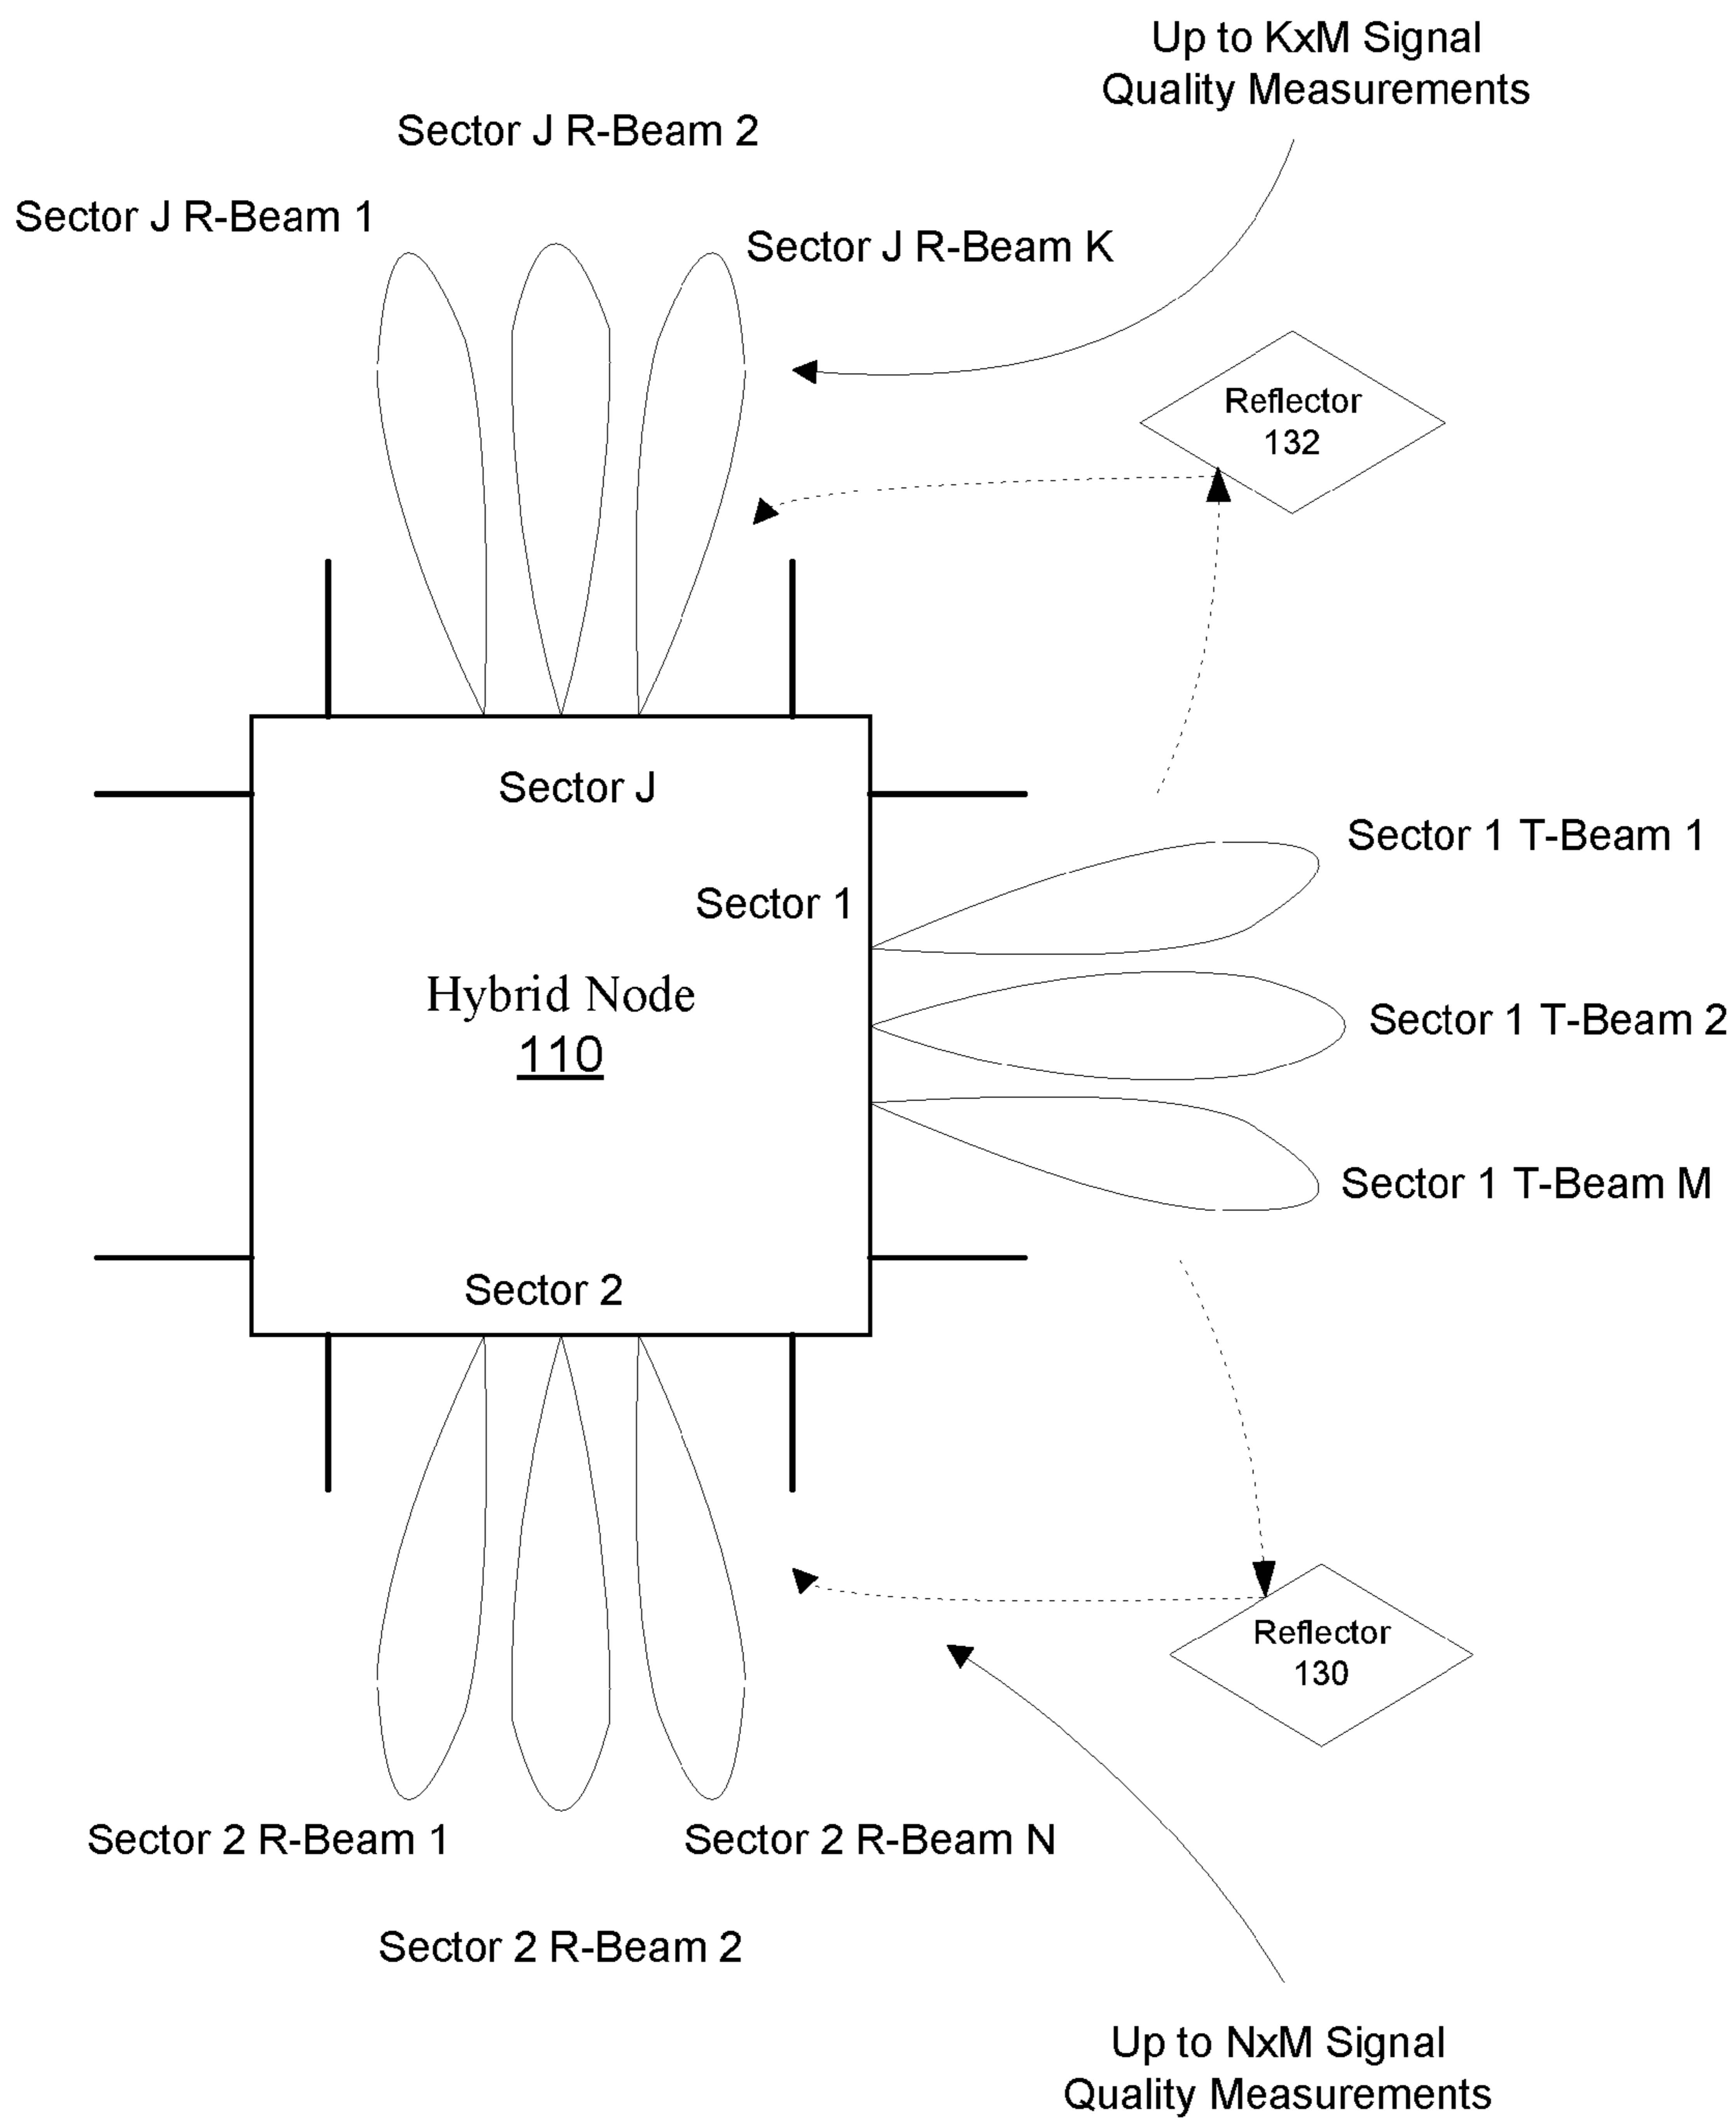 Up to KxM Signal
Quality Measurements
Sector J R-Beam 2
Sector J R-Beam 1
Sector J R-Beam K
Reflector
132
Sector J
Sector 1 T-Beam 1
Sector 1
Hybrid Node
110
Sector 1 T-Beam 2
Sector 1 T-Beam M
Sector 2
Reflector
130
Sector 2 R-Beam 1
Sector 2 R-Beam N
Sector 2 R-Beam 2
Up to NxM Signal
Quality Measurements